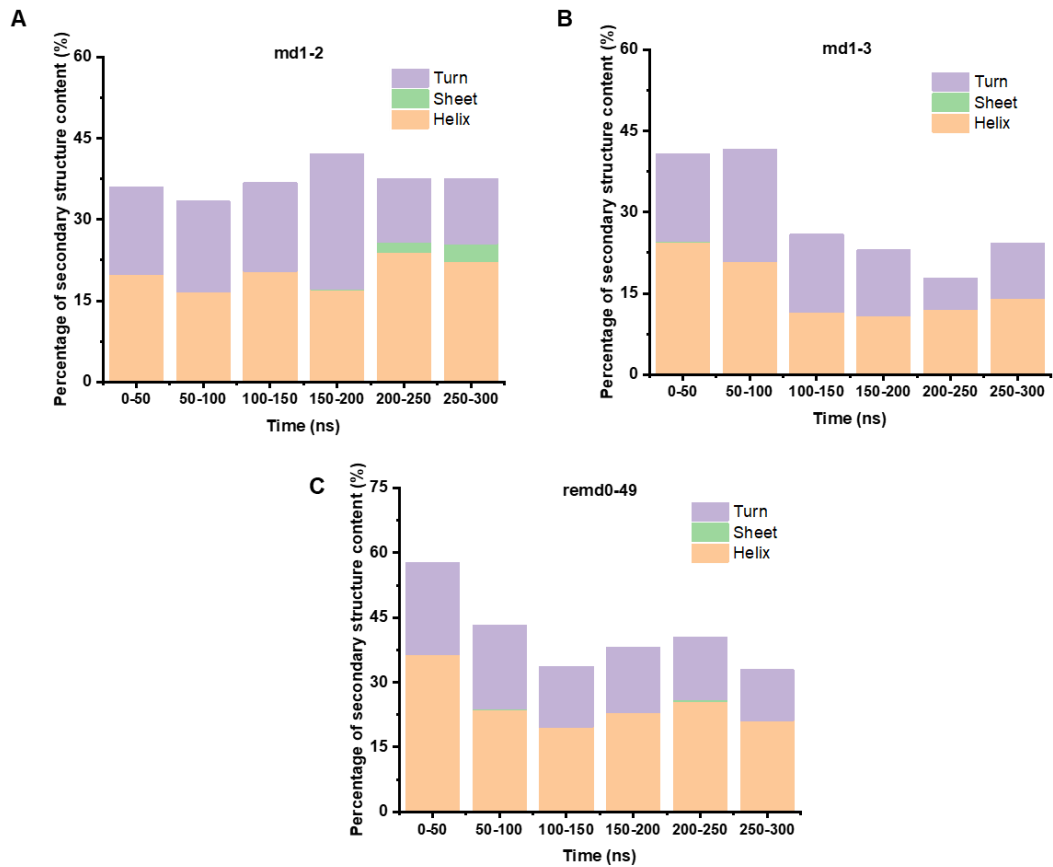 A
md1-2
Percentage of secondary structure content (%)
60
45
30
15
0
Turn
Sheet
Helix
0-50
50-100
100-150
150-200
200-250
250-300
Time (ns)
B
md1-3
Percentage of secondary structure content (%)
60
45
30
15
0
Turn
Sheet
Helix
0-50
50-100
100-150
150-200
200-250
250-300
Time (ns)
C
remd0-49
Percentage of secondary structure content (%)
75
60
45
30
15
0
Turn
Sheet
Helix
0-50
50-100
100-150
150-200
200-250
250-300
Time (ns)